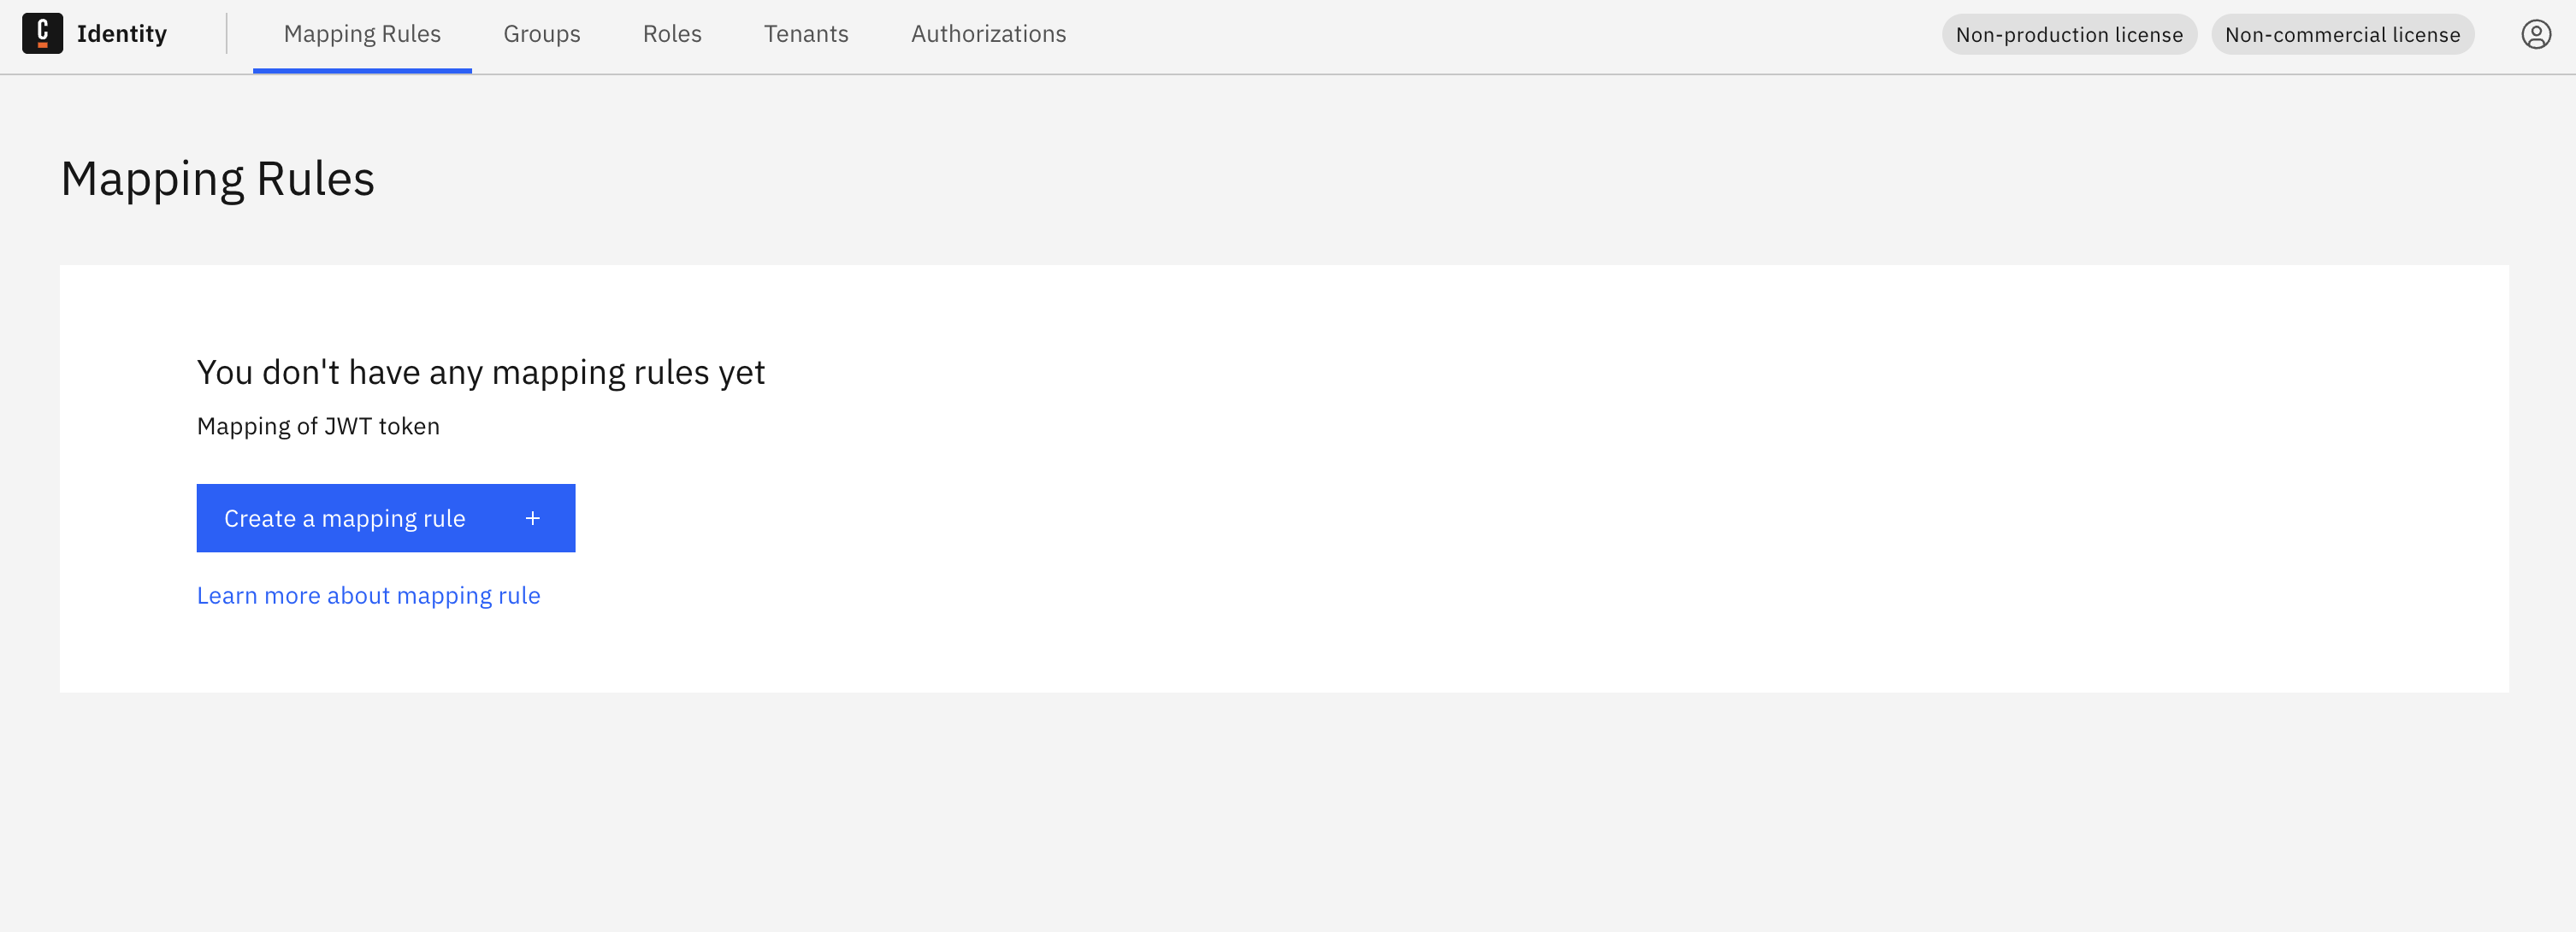 C Identity Mapping Rules Groups Roles Tenants Authorizations Non-production license Non-commercial license
Mapping Rules
You don't have any mapping rules yet
Mapping of JWT token
Create a mapping rule +
Learn more about mapping rule